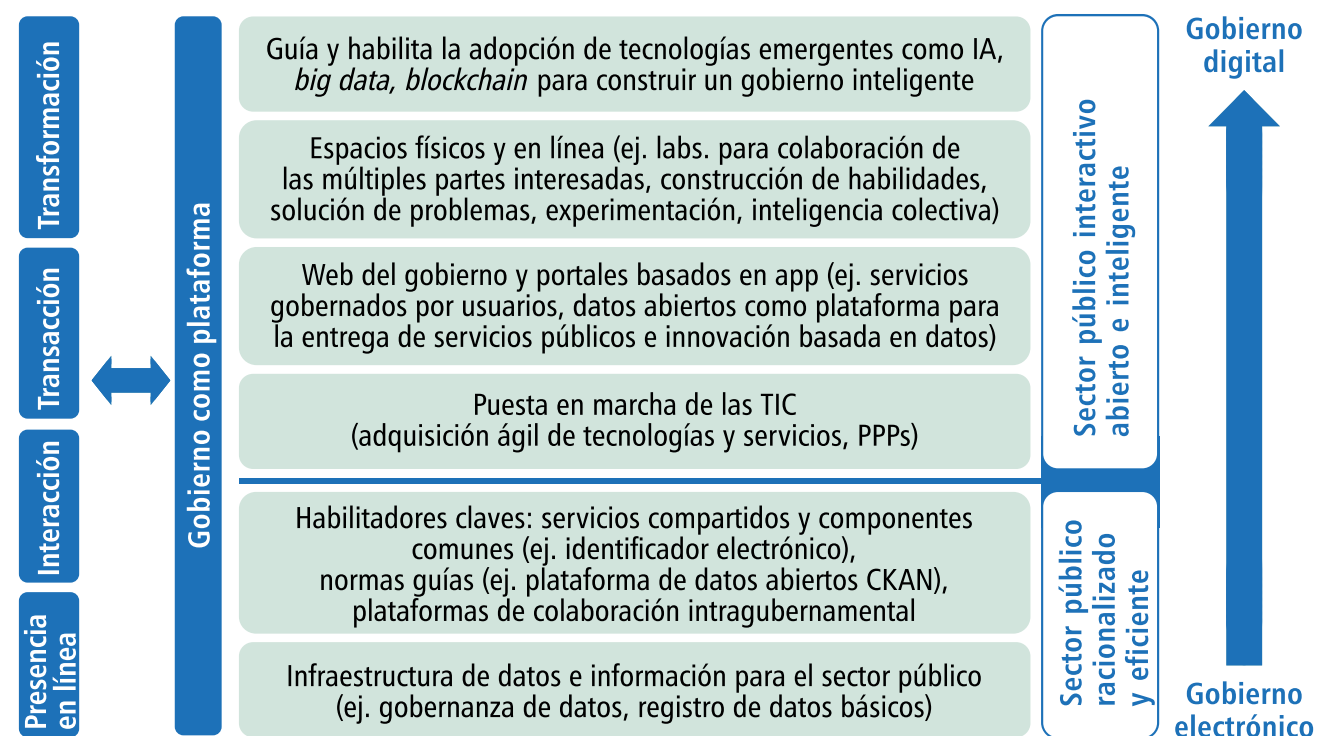 Transformación
Transacción
Interacción
Presencia
en línea
Gobierno como plataforma
Guía y habilita la adopción de tecnologías emergentes como IA,
big data, blockchain para construir un gobierno inteligente
Espacios físicos y en línea (ej. labs. para colaboración de
las múltiples partes interesadas, construcción de habilidades,
solución de problemas, experimentación, inteligencia colectiva)
Web del gobierno y portales basados en app (ej. servicios
gobernados por usuarios, datos abiertos como plataforma para
la entrega de servicios públicos e innovación basada en datos)
Puesta en marcha de las TIC
(adquisición ágil de tecnologías y servicios, PPPs)
Habilitadores claves: servicios compartidos y componentes
comunes (ej. identificador electrónico),
normas guías (ej. plataforma de datos abiertos CKAN),
plataformas de colaboración intragubernamental
Infraestructura de datos e información para el sector público
(ej. gobernanza de datos, registro de datos básicos)
Sector público interactivo
abierto e inteligente
Sector público
racionalizado
y eficiente
Gobierno
digital
Gobierno
electrónico